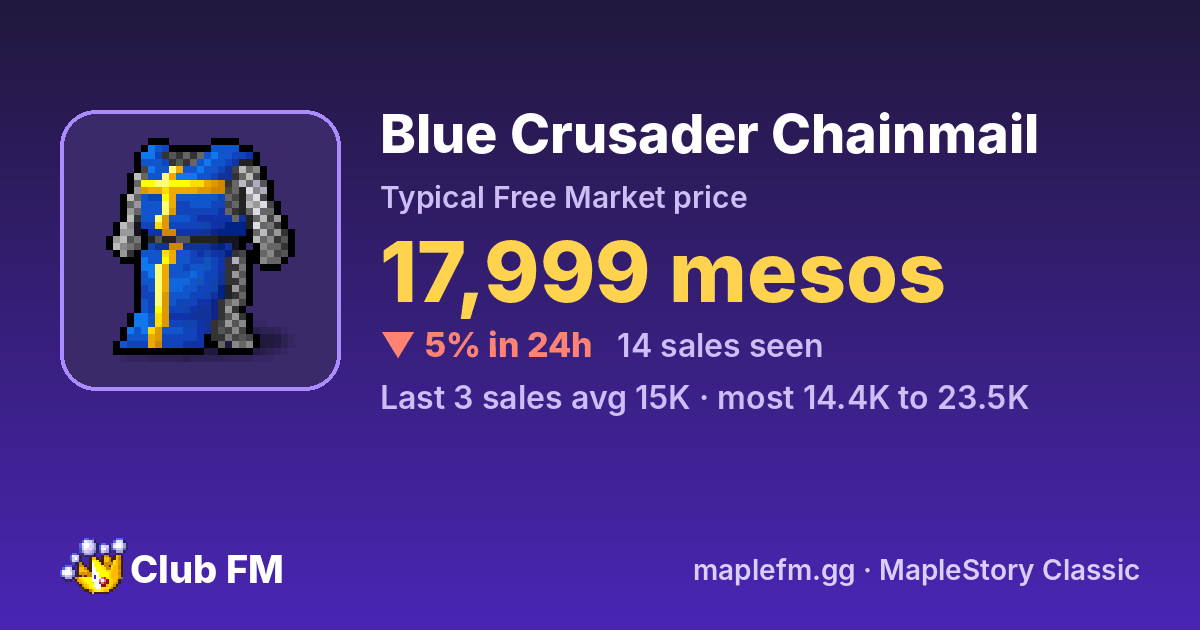 Blue Crusader Chainmail
Typical Free Market price
17,999 mesos
▼ 5% in 24h 14 sales seen
Last 3 sales avg 15K · most 14.4K to 23.5K
Club FM
maplefm.gg · MapleStory Classic